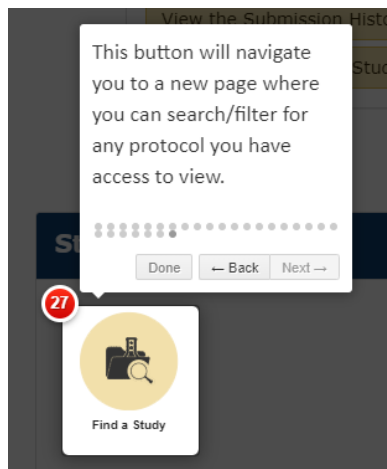 View the Submission Histo
This button will navigate
you to a new page where
you can search/filter for
any protocol you have
access to view.
Stud
St
Done
← Back
Next →
27
Find a Study